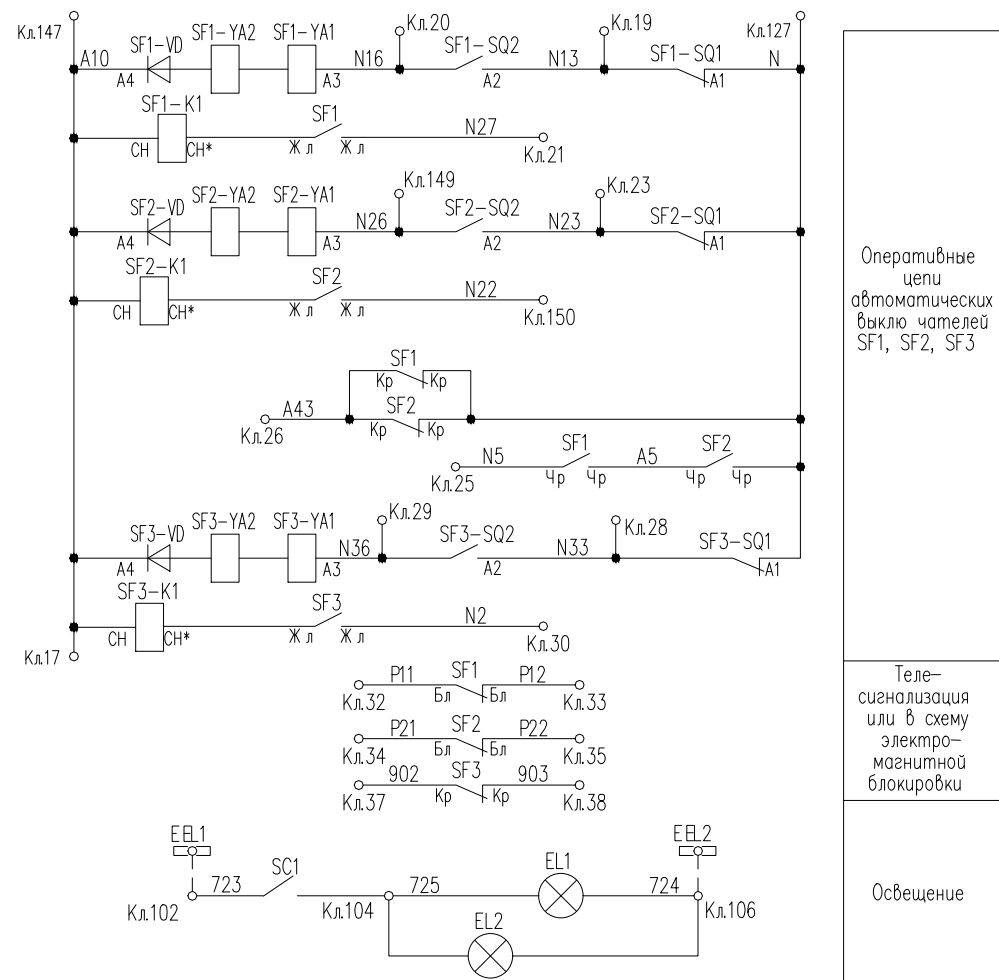 Кл.147
Кл.20
Кл.19
Кл.127
SF1-VD SF1-YA2 SF1-YA1 SF1-SQ2 SF1-SQ1
A10 N16 N13 N
A4 A3 A2 A1
SF1-K1 SF1 N27
СН СН* Жл Жл Кл.21
Кл.149 Кл.23
SF2-VD SF2-YA2 SF2-YA1 N26 SF2-SQ2 N23 SF2-SQ1
A4 A3 A2 A1
SF2-K1 SF2 N22
СН СН* Жл Жл Кл.150
SF1
Кр Кр
A43 SF2
Кл.26 Кр Кр
N5 SF1 A5 SF2
Кл.25 Чр Чр Чр Чр
Кл.29 Кл.28
SF3-VD SF3-YA2 SF3-YA1 N36 SF3-SQ2 N33 SF3-SQ1
A4 A3 A2 A1
SF3-K1 SF3 N2
СН СН* Жл Жл Кл.30
Кл.17
P11 SF1 P12
Кл.32 Бл Бл Кл.33
P21 SF2 P22
Кл.34 Бл Бл Кл.35
902 SF3 903
Кл.37 Кр Кр Кл.38
EEL1 EEL2
723 SC1 725 EL1 724
Кл.102 Кл.104 Кл.106
EL2
Оперативные
цепи
автоматических
выключателей
SF1, SF2, SF3
Теле-
сигнализация
или в схему
электро-
магнитной
блокировки
Освещение